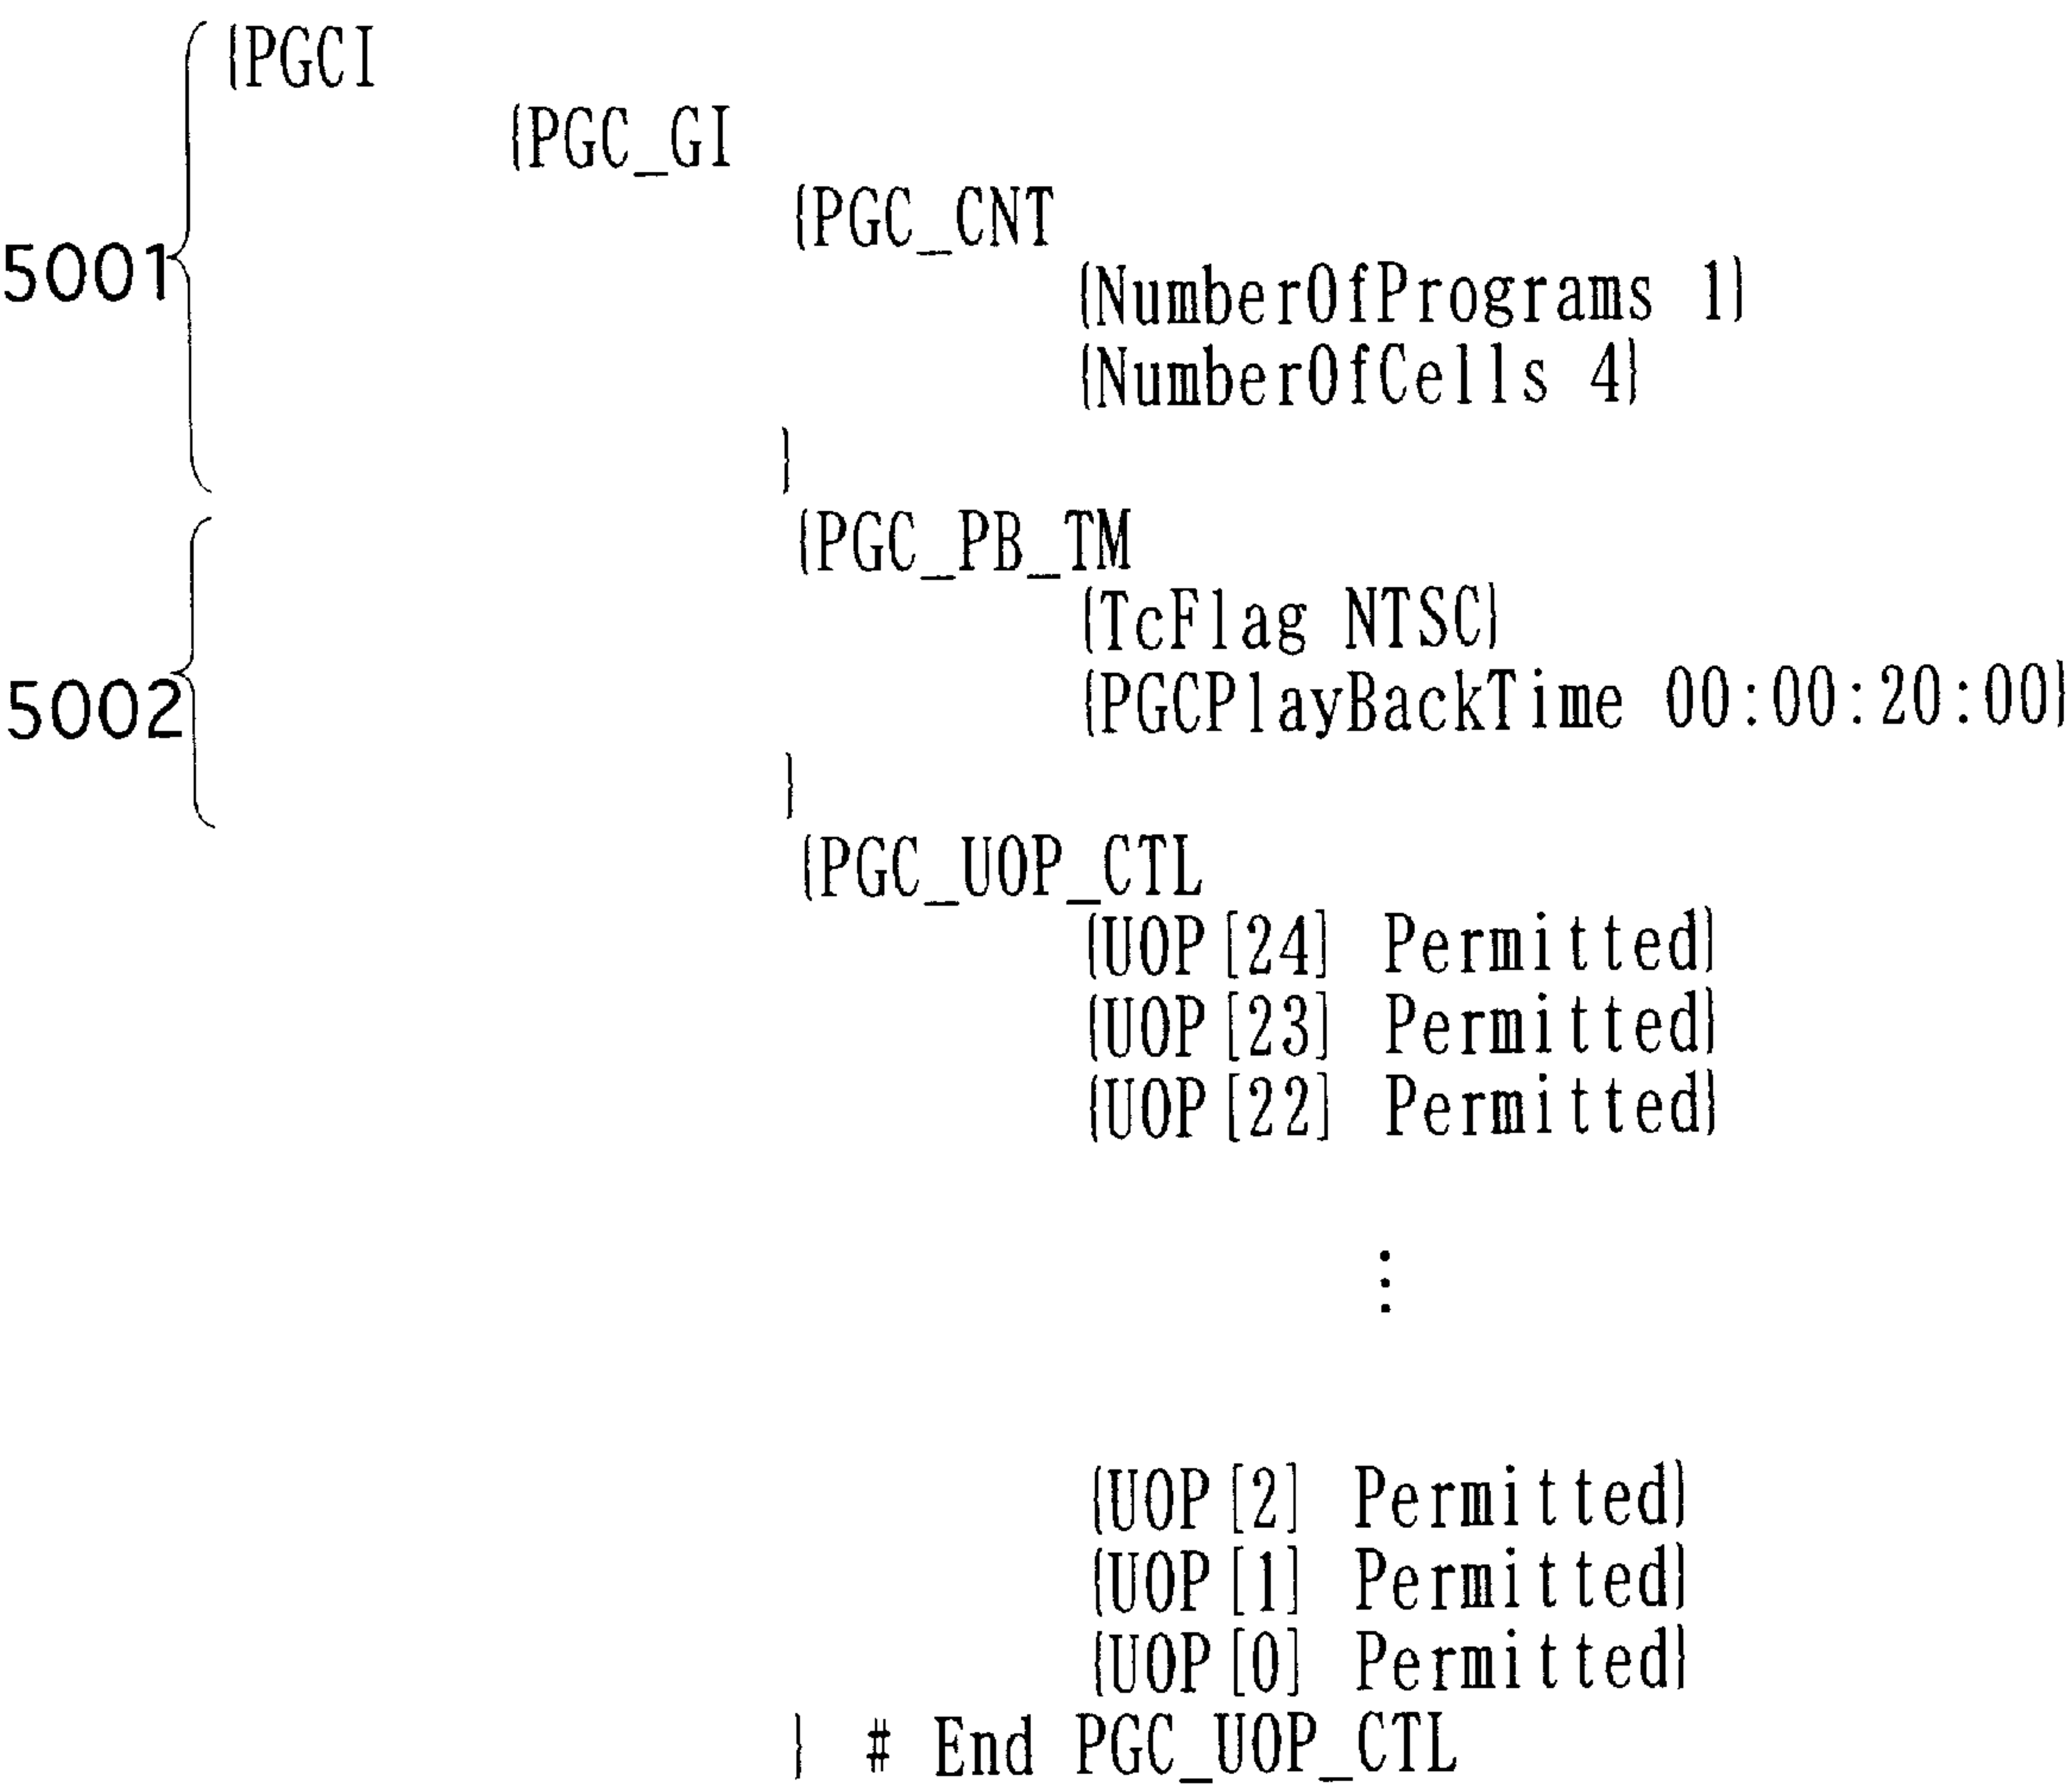 {PGCI
{PGC_GI
{PGC_CNT
5001
{NumberOfPrograms 1}
{NumberOfCells 4}
}
{PGC_PB_TM
{TcFlag NTSC}
5002
{PGCPlayBackTime 00:00:20:00}
}
{PGC_UOP_CTL
{UOP[24] Permitted}
{UOP[23] Permitted}
{UOP[22] Permitted}
⋮
{UOP[2] Permitted}
{UOP[1] Permitted}
{UOP[0] Permitted}
} # End PGC_UOP_CTL